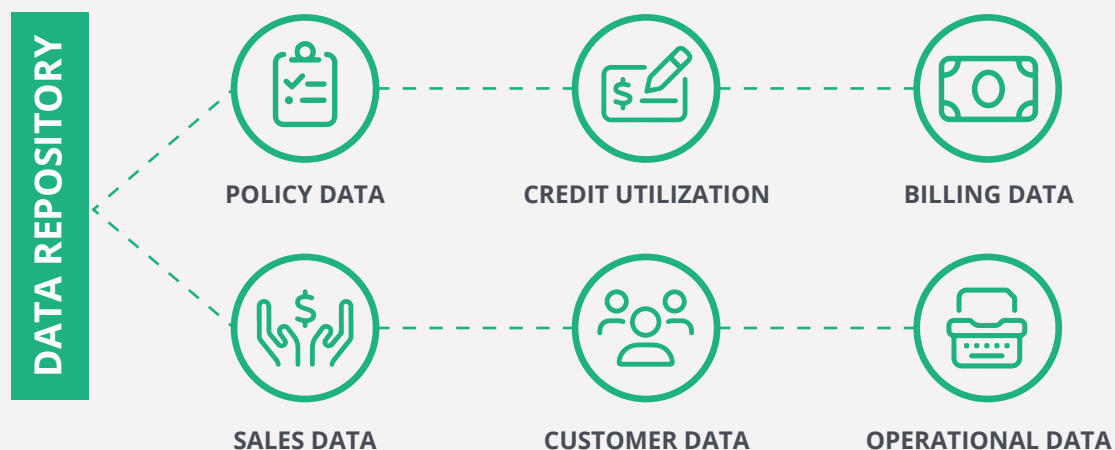 DATA REPOSITORY
POLICY DATA
CREDIT UTILIZATION
BILLING DATA
$
$
SALES DATA
CUSTOMER DATA
OPERATIONAL DATA